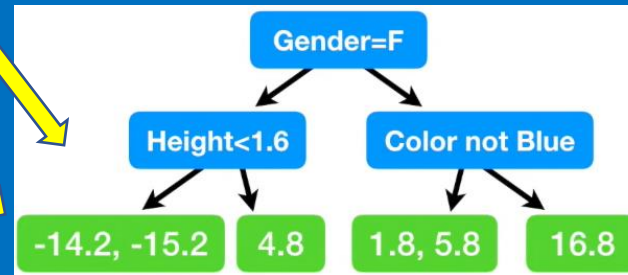 Gender=F
Height<1.6
Color not Blue
-14.2, -15.2
4.8
1.8, 5.8
16.8